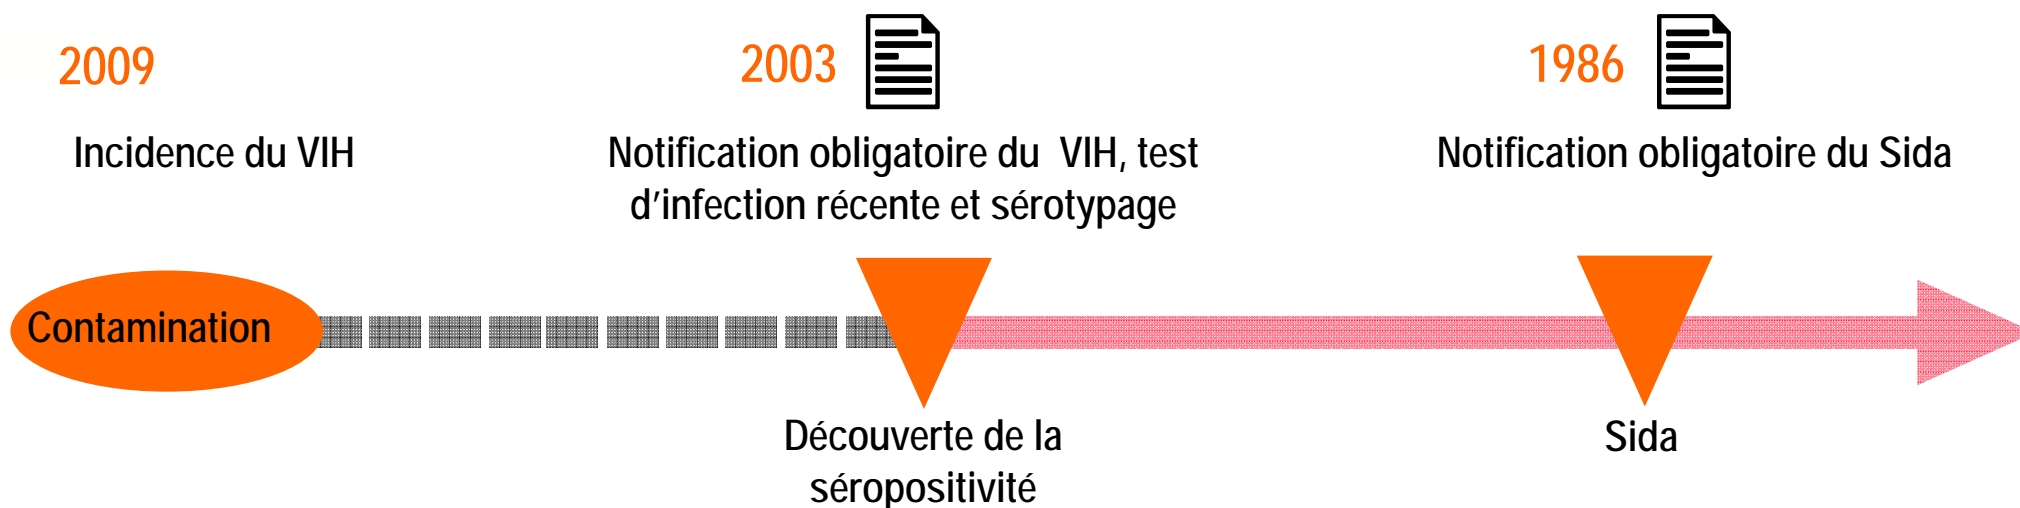 2009
Incidence du VIH
2003
Notification obligatoire du VIH, test
d'infection récente et sérotypage
1986
Notification obligatoire du Sida
Contamination
Découverte de la
séropositivité
Sida